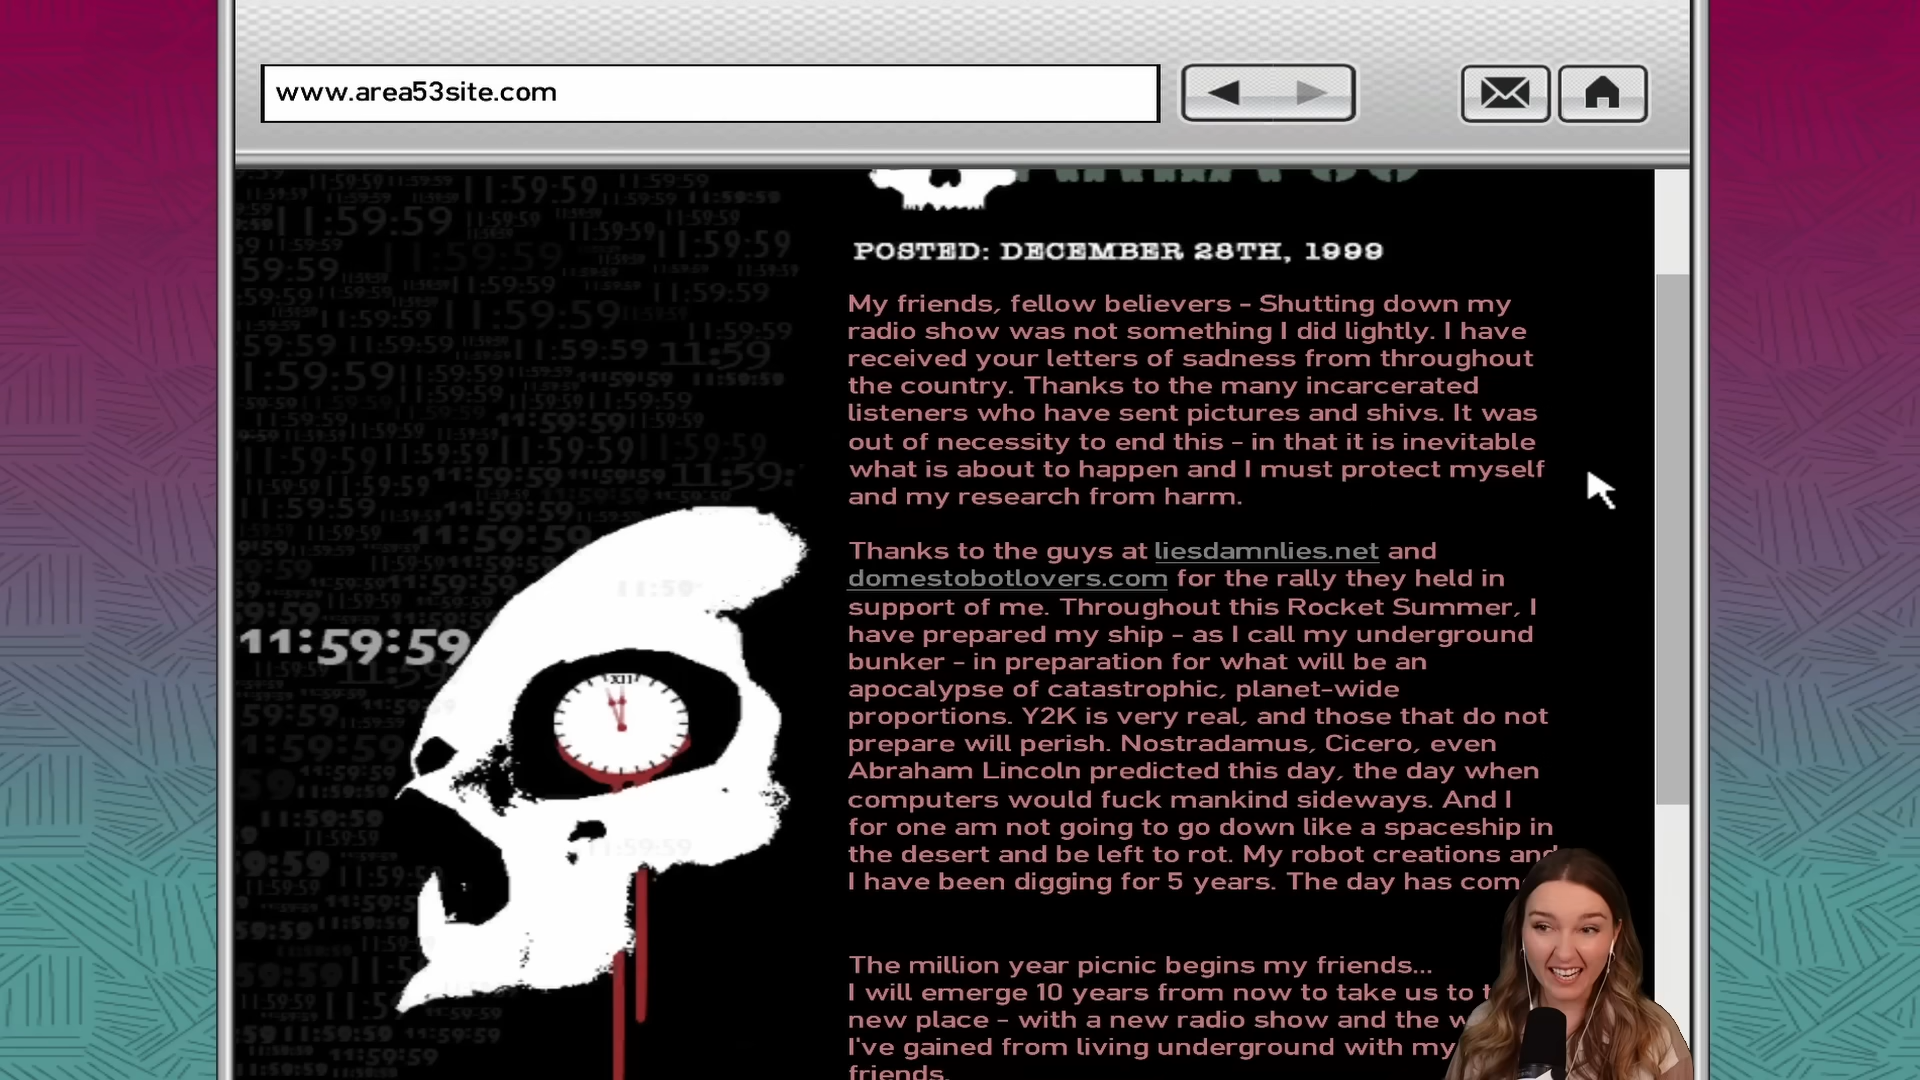 www.area53site.com
POSTED: DECEMBER 28TH, 1999
My friends, fellow believers - Shutting down my
radio show was not something I did lightly. I have
received your letters of sadness from throughout
the country. Thanks to the many incarcerated
listeners who have sent pictures and shivs. It was
out of necessity to end this - in that it is inevitable
what is about to happen and I must protect myself
and my research from harm.
Thanks to the guys at liesdamnlies.net and
domestobotlovers.com for the rally they held in
support of me. Throughout this Rocket Summer, I
have prepared my ship - as I call my underground
bunker - in preparation for what will be an
apocalypse of catastrophic, planet-wide
proportions. Y2K is very real, and those that do not
prepare will perish. Nostradamus, Cicero, even
Abraham Lincoln predicted this day, the day when
computers would fuck mankind sideways. And I
for one am not going to go down like a spaceship in
the desert and be left to rot. My robot creations and
I have been digging for 5 years. The day has
The million year picnic begins my friends...
I will emerge 10 years from now to take us to
new place - with a new radio show and the
I've gained from living underground with my
friends.
11:59:59
XII